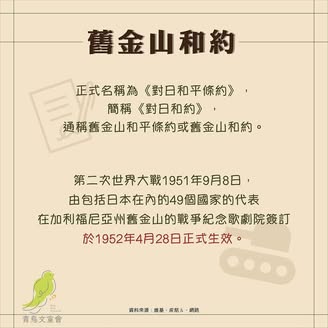 舊金山和約
正式名稱為《對日和平條約》，
簡稱《對日和約》，
通稱舊金山和平條約或舊金山和約。
第二次世界大戰1951年9月8日，
由包括日本在內的49個國家的代表
在加利福尼亞州舊金山的戰爭紀念歌劇院簽訂
於1952年4月28日正式生效。
青鳥文宣會